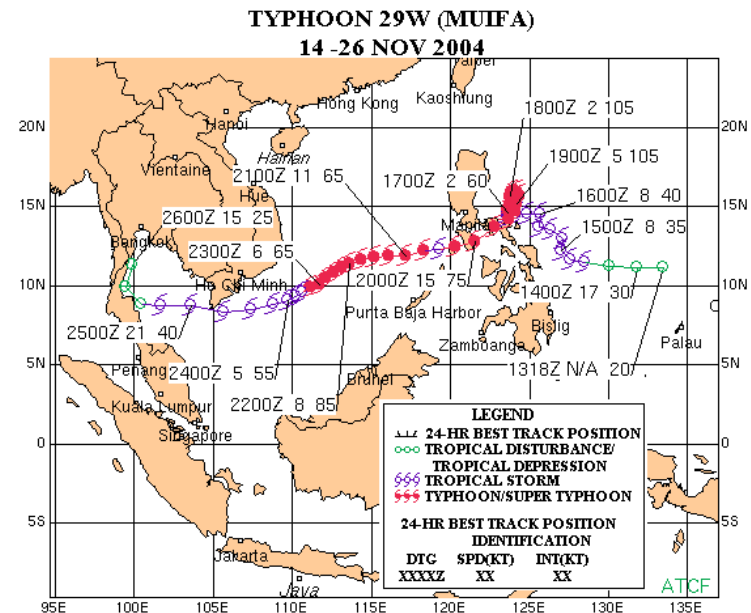 TYPHOON 29W (MUIFA)
14 -26 NOV 2004
Taipei
Hong Kong
Kaoshiung
1800Z 2 105
20N
Hanoi
20N
Hainan
1900Z 5 105
Vientaine
2100Z 11 65
1700Z 2 60
Hue
1600Z 8 40
15N
2600Z 15 25
Manila
15N
Bangkok
1500Z 8 35
2300Z 6 65
10N
Ho Chi Minh
2000Z 15 75
1400Z 17 30
10N
Punta Baja Harbor
Bislig
2500Z 21 40
Zamboanga
Palau
5N
Penang
2400Z 5 55
Brunei
1318Z N/A 20
5N
Kuala Lumpur
2200Z 8 85
Singapore
0
0
LEGEND
24-HR BEST TRACK POSITION
TROPICAL DISTURBANCE/
TROPICAL DEPRESSION
TROPICAL STORM
TYPHOON/SUPER TYPHOON
24-HR BEST TRACK POSITION
IDENTIFICATION
DTG SPD(KT) INT(KT)
XXXXZ XX XX
5S
5S
Jakarta
Java
ATCF
95E 100E 105E 110E 115E 120E 125E 130E 135E